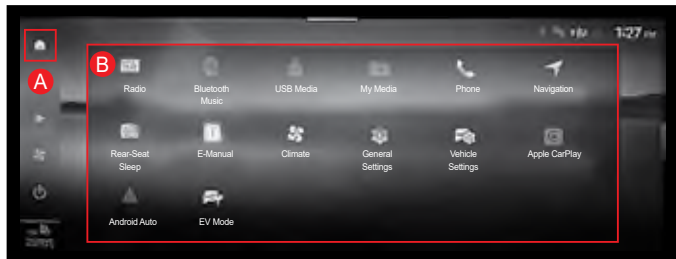 1:27
A
B
Radio
Bluetooth
Music
USB Media
My Media
Phone
Navigation
Rear-Seat
Sleep
E-Manual
Climate
General
Settings
Vehicle
Settings
Apple CarPlay
Android Auto
EV Mode